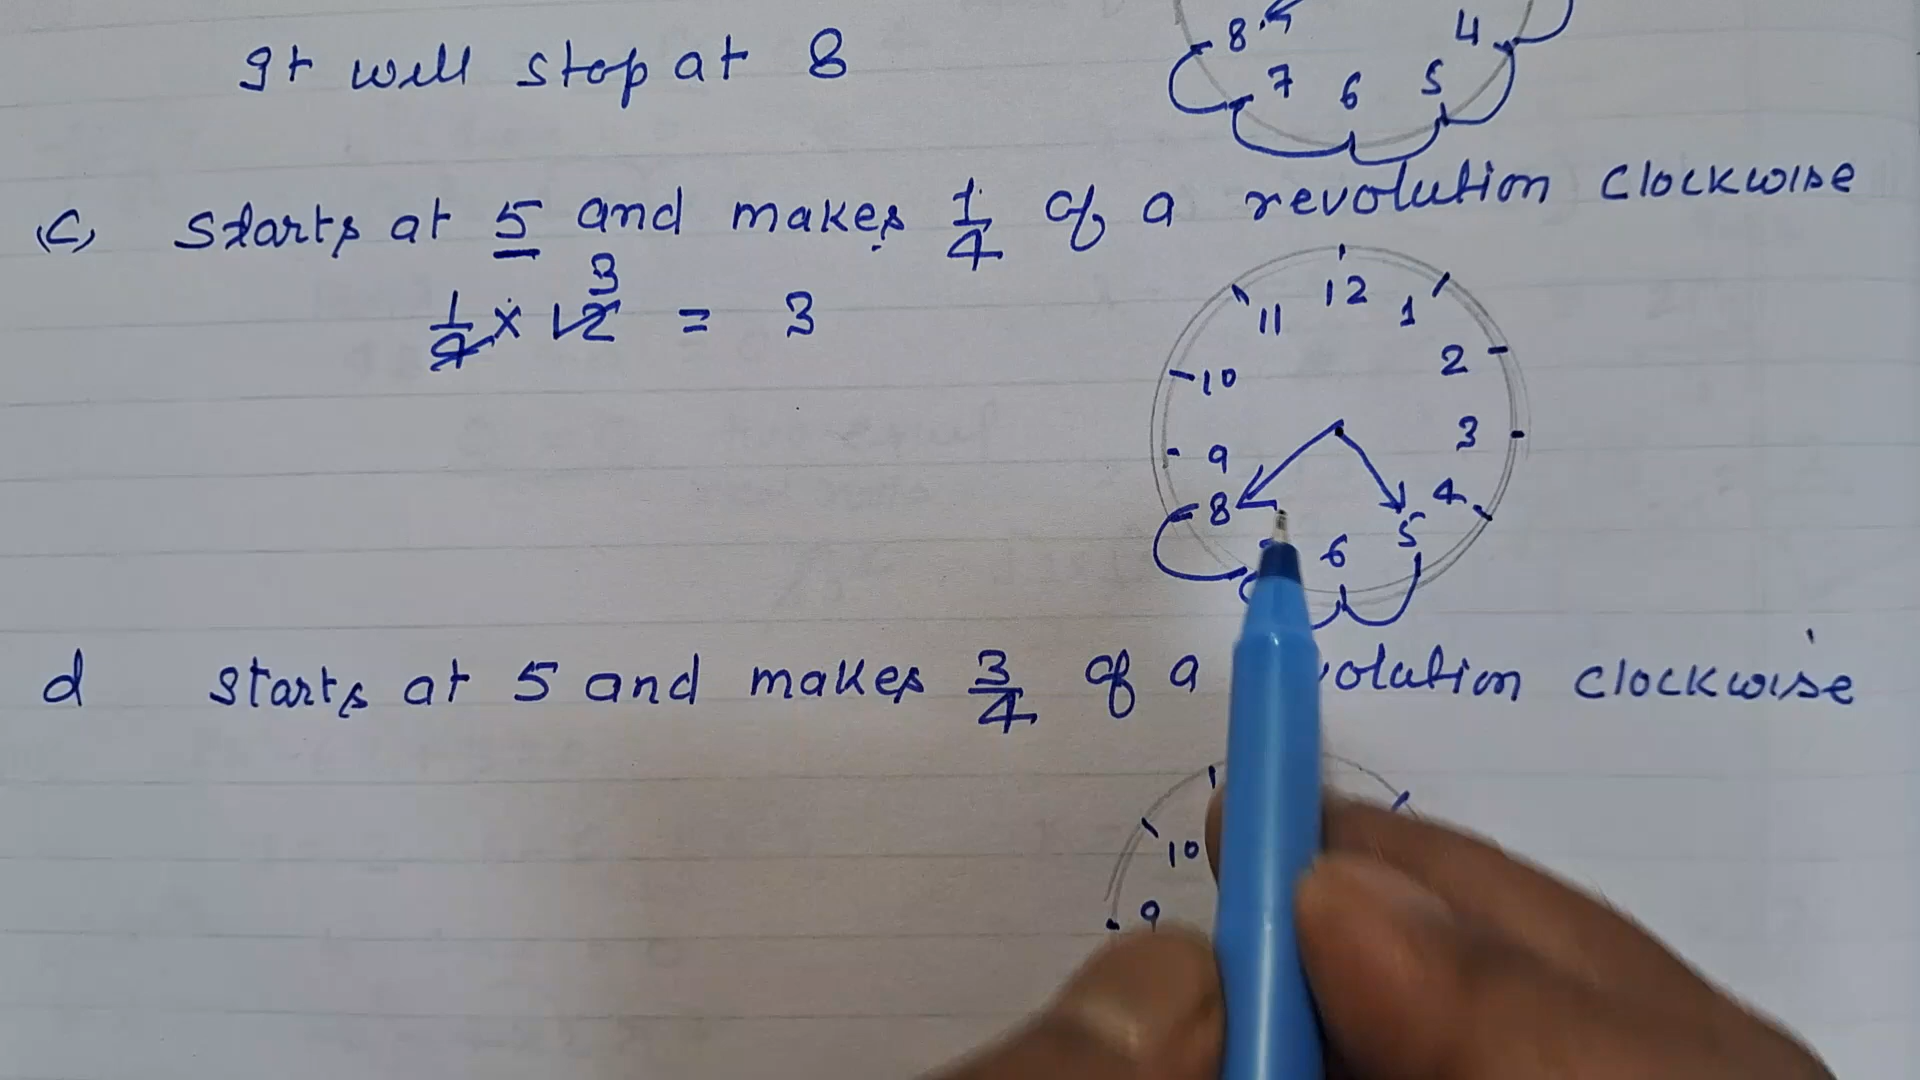 It will stop at 8
8 7 6 5 4
(c) Starts at 5 and makes 1/4 of a revolution clockwise
1/4 × 12 = 3
3
12 1 2 3 4 5 6 8 9 10 11
d starts at 5 and makes 3/4 of a clockwise
10
9